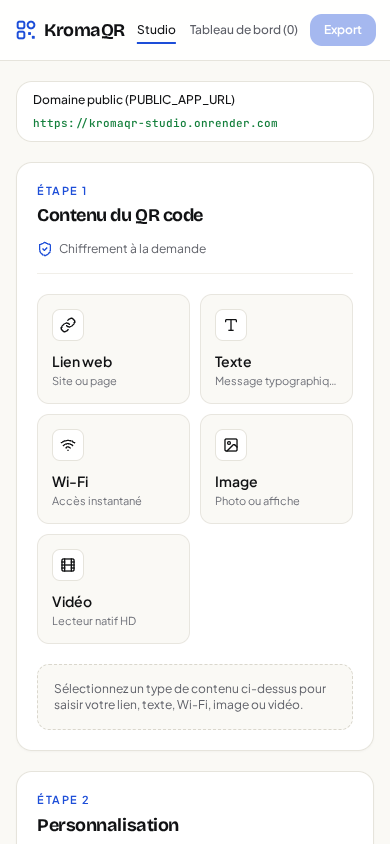 KromaQR
Studio
Tableau de bord (0)
Export
Domaine public (PUBLIC_APP_URL)
https://kromaqr-studio.onrender.com
ÉTAPE 1
Contenu du QR code
Chiffrement à la demande
Lien web
Site ou page
Texte
Message typographiq...
Wi-Fi
Accès instantané
Image
Photo ou affiche
Vidéo
Lecteur natif HD
Sélectionnez un type de contenu ci-dessus pour
saisir votre lien, texte, Wi-Fi, image ou vidéo.
ÉTAPE 2
Personnalisation